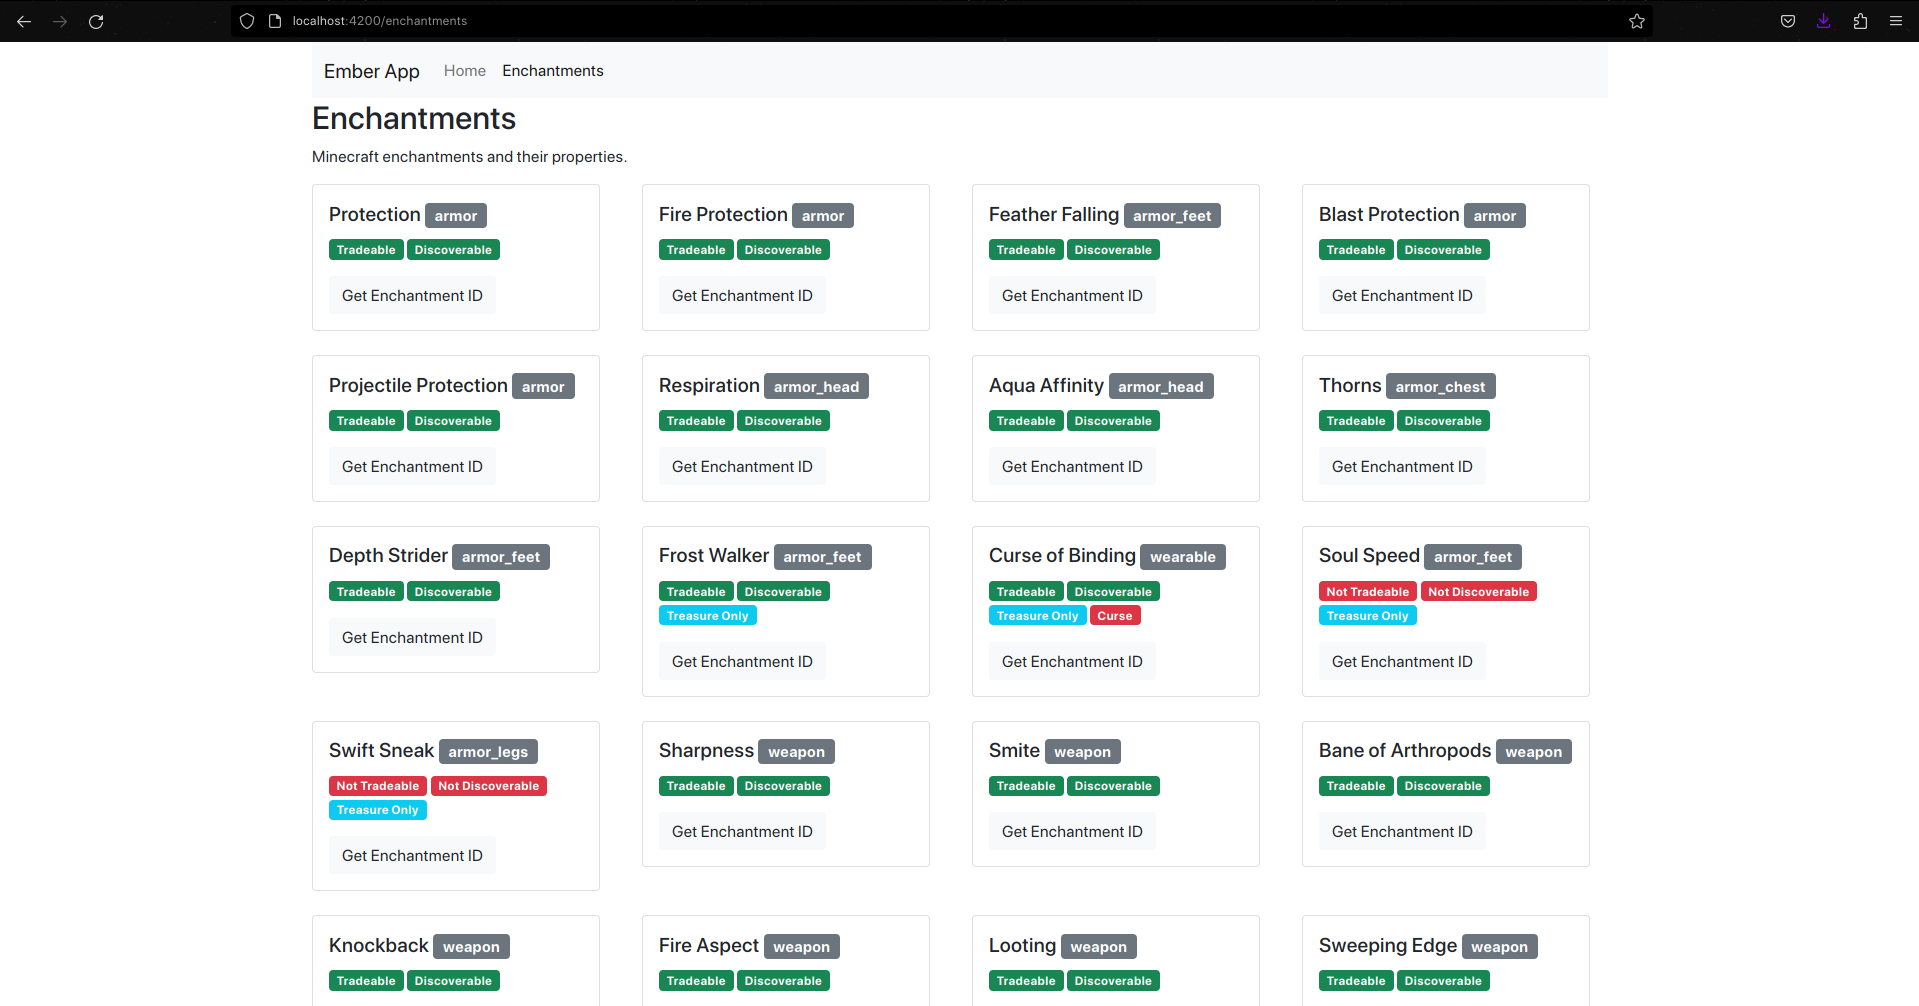 localhost:4200/enchantments
Ember App Home Enchantments
Enchantments
Minecraft enchantments and their properties.
Protection armor
Tradeable Discoverable
Get Enchantment ID
Fire Protection armor
Tradeable Discoverable
Get Enchantment ID
Feather Falling armor_feet
Tradeable Discoverable
Get Enchantment ID
Blast Protection armor
Tradeable Discoverable
Get Enchantment ID
Projectile Protection armor
Tradeable Discoverable
Get Enchantment ID
Respiration armor_head
Tradeable Discoverable
Get Enchantment ID
Aqua Affinity armor_head
Tradeable Discoverable
Get Enchantment ID
Thorns armor_chest
Tradeable Discoverable
Get Enchantment ID
Depth Strider armor_feet
Tradeable Discoverable
Get Enchantment ID
Frost Walker armor_feet
Tradeable Discoverable
Treasure Only
Get Enchantment ID
Curse of Binding wearable
Tradeable Discoverable
Treasure Only Curse
Get Enchantment ID
Soul Speed armor_feet
Not Tradeable Not Discoverable
Treasure Only
Get Enchantment ID
Swift Sneak armor_legs
Not Tradeable Not Discoverable
Treasure Only
Get Enchantment ID
Sharpness weapon
Tradeable Discoverable
Get Enchantment ID
Smite weapon
Tradeable Discoverable
Get Enchantment ID
Bane of Arthropods weapon
Tradeable Discoverable
Get Enchantment ID
Knockback weapon
Tradeable Discoverable
Fire Aspect weapon
Tradeable Discoverable
Looting weapon
Tradeable Discoverable
Sweeping Edge weapon
Tradeable Discoverable